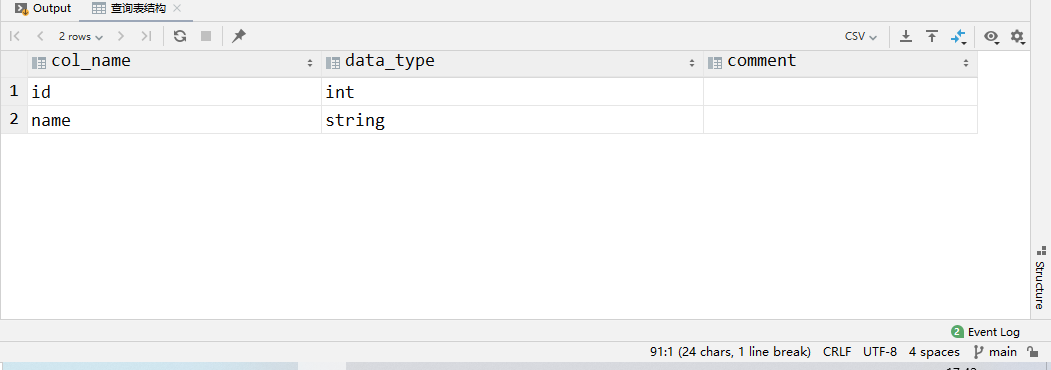 Output 查询表结构
2 rows CSV
col_name data_type comment
1 id int
2 name string
Structure
2 Event Log
91:1 (24 chars, 1 line break) CRLF UTF-8 4 spaces main